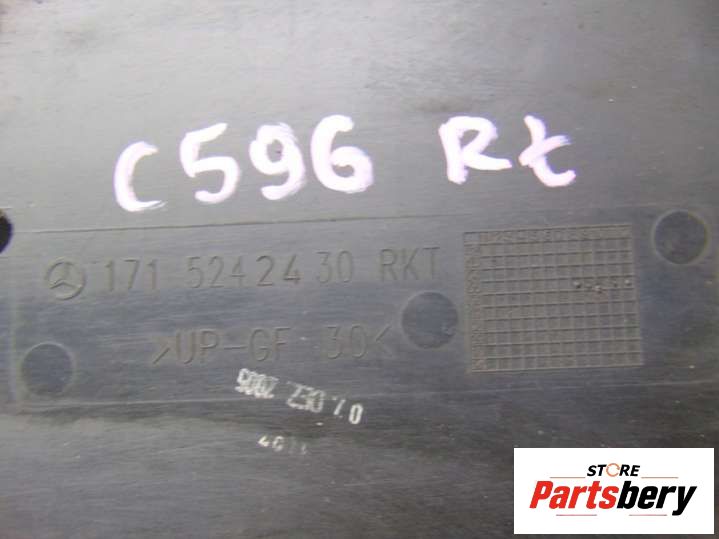 C596 Rt
171 524 24 30 RKT
>UP-GF 30<
STORE
Partsbery